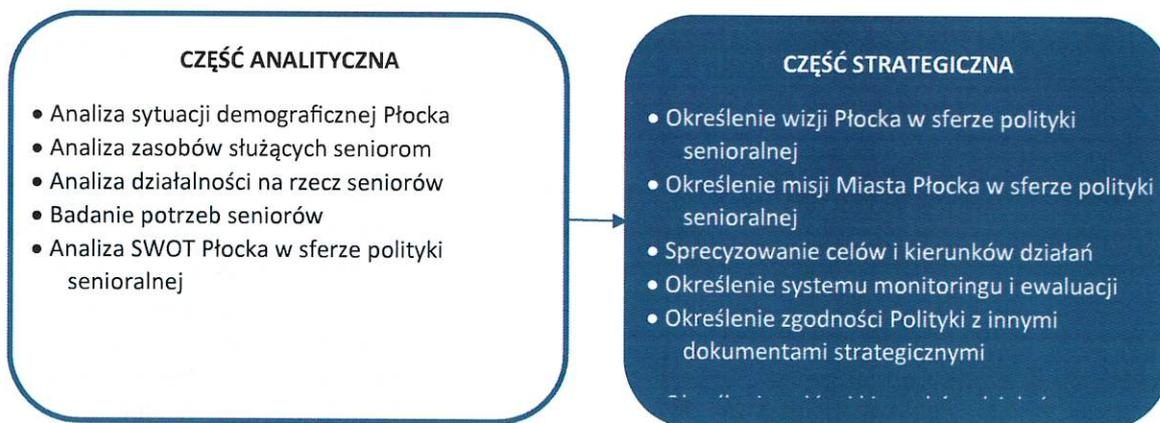 CZĘŚĆ ANALITYCZNA
• Analiza sytuacji demograficznej Płocka
• Analiza zasobów służących seniorom
• Analiza działalności na rzecz seniorów
• Badanie potrzeb seniorów
• Analiza SWOT Płocka w sferze polityki
senioralnej
CZĘŚĆ STRATEGICZNA
• Określenie wizji Płocka w sferze polityki
senioralnej
• Określenie misji Miasta Płocka w sferze polityki
senioralnej
• Sprecyzowanie celów i kierunków działań
• Określenie systemu monitoringu i ewaluacji
• Określenie zgodności Polityki z innymi
dokumentami strategicznymi